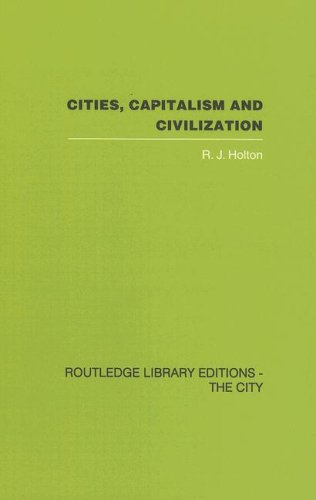 CITIES, CAPITALISM AND
CIVILIZATION
R. J. Holton
ROUTLEDGE LIBRARY EDITIONS -
THE CITY